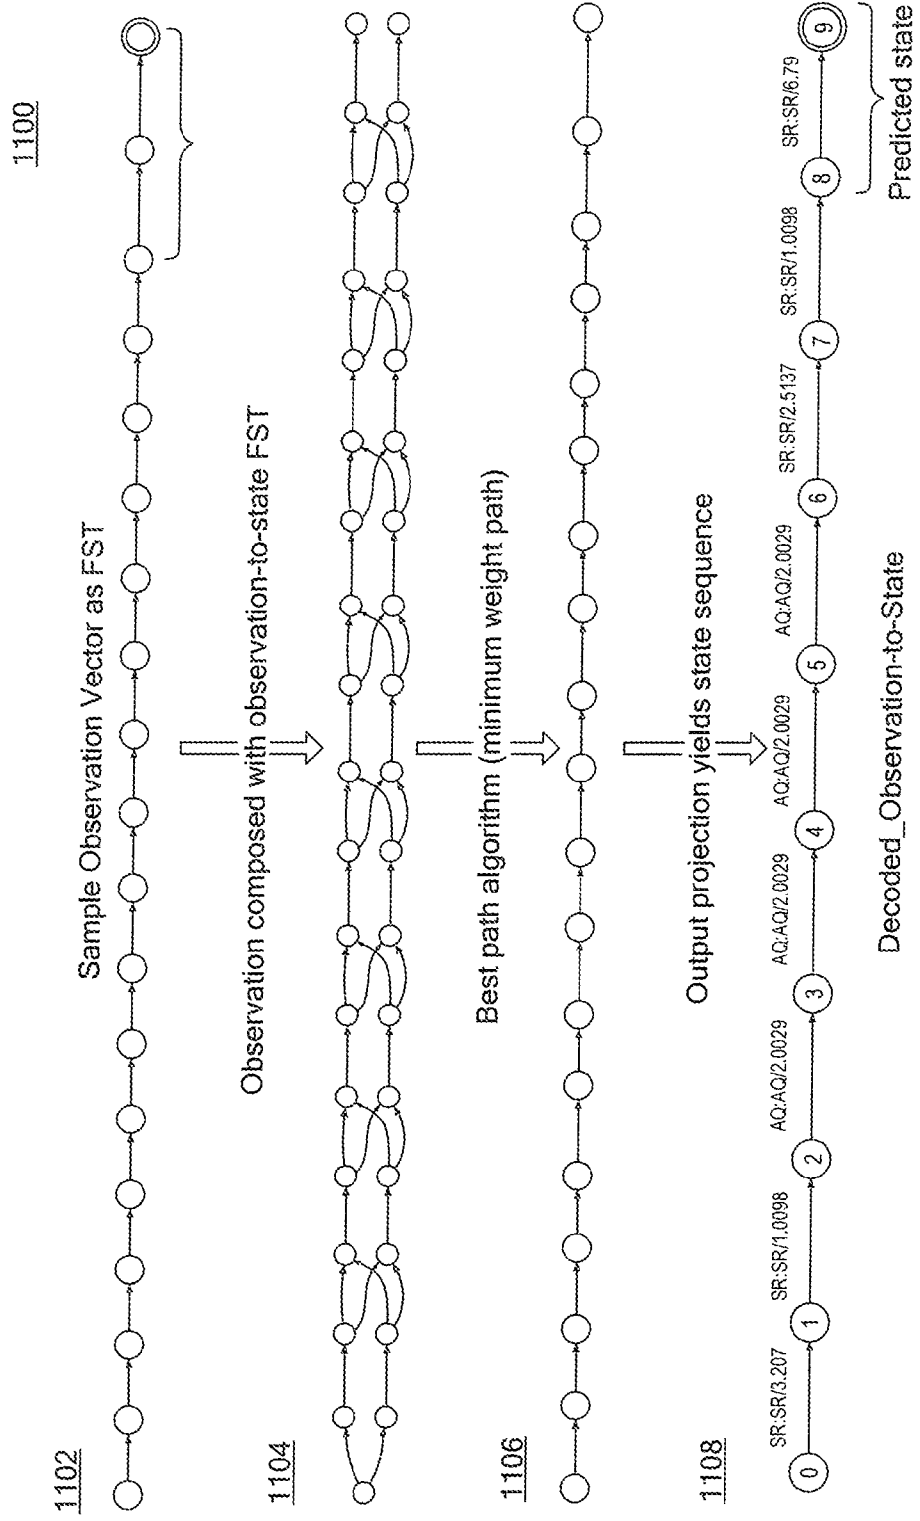 1100
1102
Sample Observation Vector as FST
Observation composed with observation-to-state FST
1104
Best path algorithm (minimum weight path)
1106
Output projection yields state sequence
1108
SR:SR/3.207
SR:SR/1.0098
AQ:AQ/2.0029
AQ:AQ/2.0029
AQ:AQ/2.0029
AQ:AQ/2.0029
SR:SR/2.5137
SR:SR/1.0098
SR:SR/6.79
0
1
2
3
4
5
6
7
8
9
Decoded_Observation-to-State
Predicted state